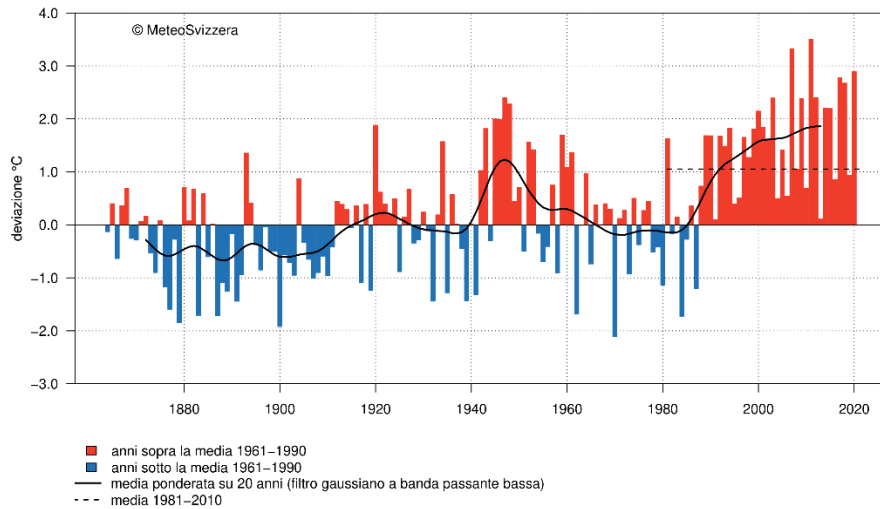 4.0
© MeteoSvizzera
3.0
2.0
1.0
0.0
−1.0
−2.0
−3.0
deviazione °C
1880 1900 1920 1940 1960 1980 2000 2020
anni sopra la media 1961−1990
anni sotto la media 1961−1990
media ponderata su 20 anni (filtro gaussiano a banda passante bassa)
media 1981−2010